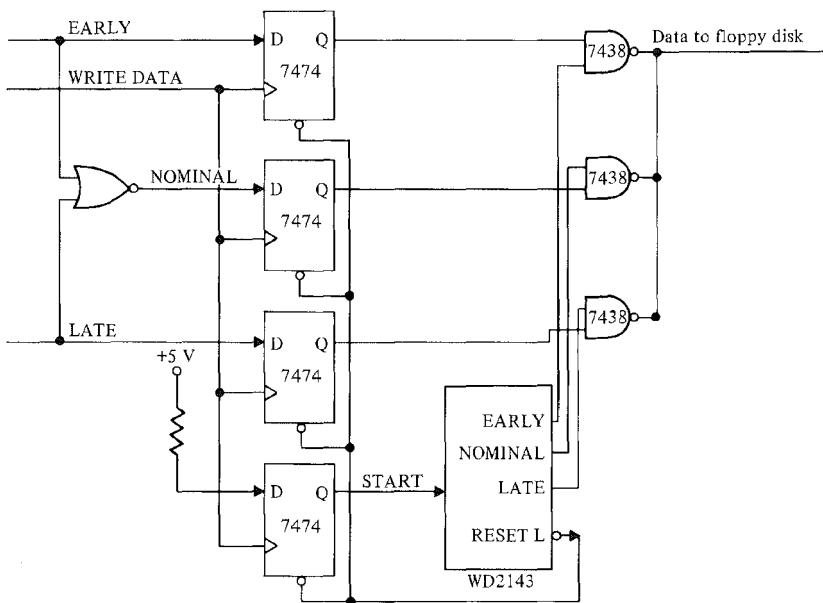 EARLY
D Q
7474
7438
Data to floppy disk
WRITE DATA
NOMINAL
D Q
7474
7438
LATE
D Q
7474
7438
+5 V
EARLY
NOMINAL
LATE
RESET L
WD2143
START
D Q
7474